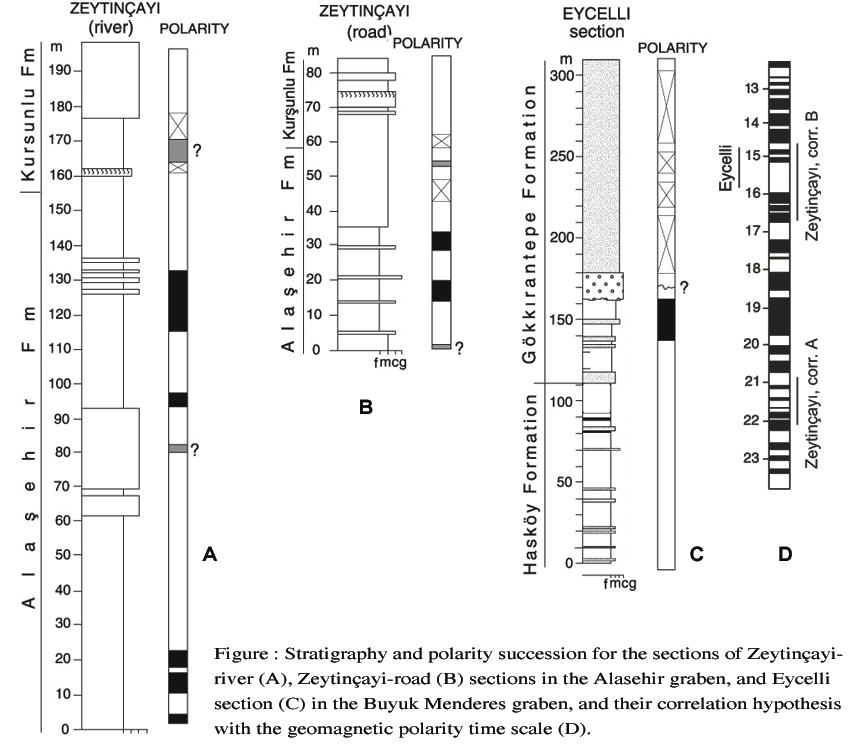 ZEYTINÇAYI
(river)
POLARITY
m
190
180
170
160
150
140
130
120
110
100
90
80
70
60
50
40
30
20
10
0
?
?
Kursunlu Fm
Alaşehir Fm
A
ZEYTINÇAYI
(road)
POLARITY
m
80
70
60
50
40
30
20
10
0
fmcg
?
Kurşunlu Fm
Alaşehir Fm
B
EYCELLI
section
POLARITY
m
300
250
200
150
100
50
0
fmcg
?
Gökkırantepe Formation
Hasköy Formation
C
13
14
15
16
17
18
19
20
21
22
23
Eycelli
Zeytinçayı, corr. B
Zeytinçayı, corr. A
D
Figure : Stratigraphy and polarity succession for the sections of Zeytinçayi-
river (A), Zeytinçayi-road (B) sections in the Alasehir graben, and Eycelli
section (C) in the Buyuk Menderes graben, and their correlation hypothesis
with the geomagnetic polarity time scale (D).